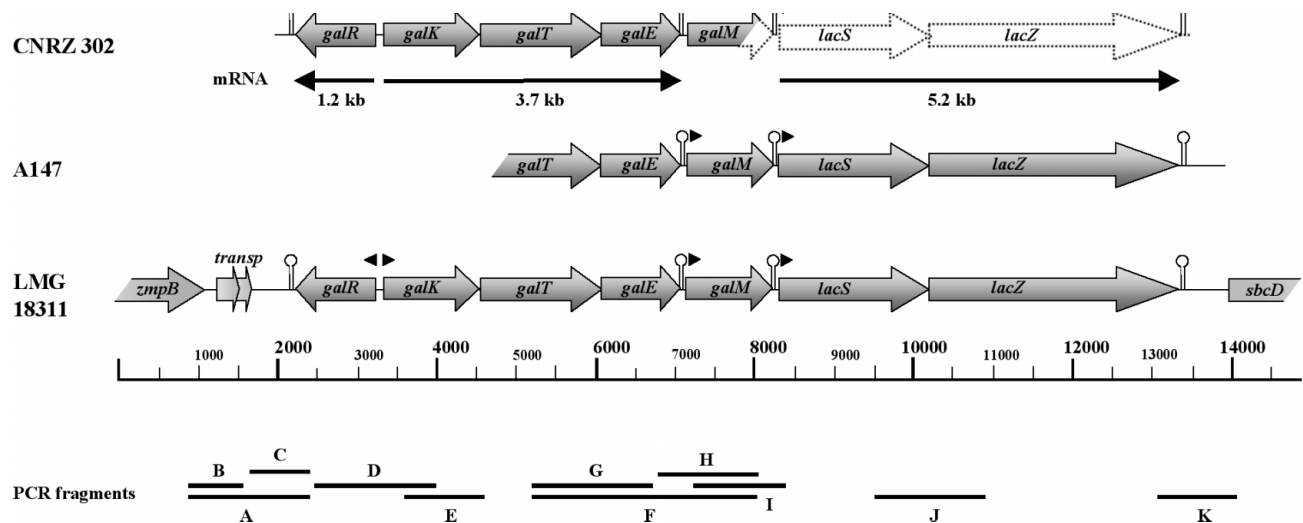 CNRZ 302
galR galK galT galE galM lacS lacZ
mRNA
1.2 kb 3.7 kb 5.2 kb
A147
galT galE galM lacS lacZ
LMG
18311
transp
zmpB galR galK galT galE galM lacS lacZ sbcD
1000 2000 3000 4000 5000 6000 7000 8000 9000 10000 11000 12000 13000 14000
PCR fragments
B C D G H
A E F I J K